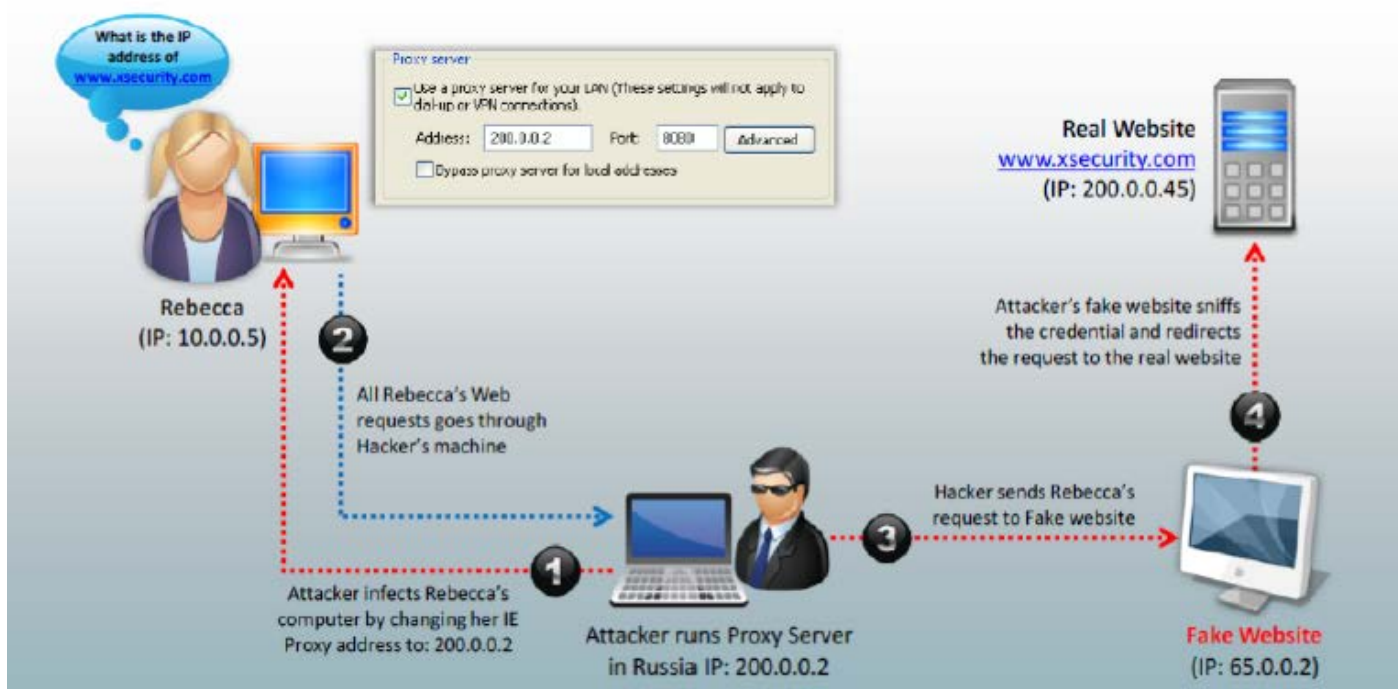 What is the IP
address of
www.xsecurity.com
Proxy server
Use a proxy server for your LAN (These settings will not apply to
dial-up or VPN connections).
Address: 200.0.0.2 Port: 8080 Advanced
Bypass proxy server for local addresses
Real Website
www.xsecurity.com
(IP: 200.0.0.45)
Rebecca
(IP: 10.0.0.5)
2
All Rebecca's Web
requests goes through
Hacker's machine
Attacker's fake website sniffs
the credential and redirects
the request to the real website
4
Hacker sends Rebecca's
request to Fake website
3
1
Attacker infects Rebecca's
computer by changing her IE
Proxy address to: 200.0.0.2
Attacker runs Proxy Server
in Russia IP: 200.0.0.2
Fake Website
(IP: 65.0.0.2)